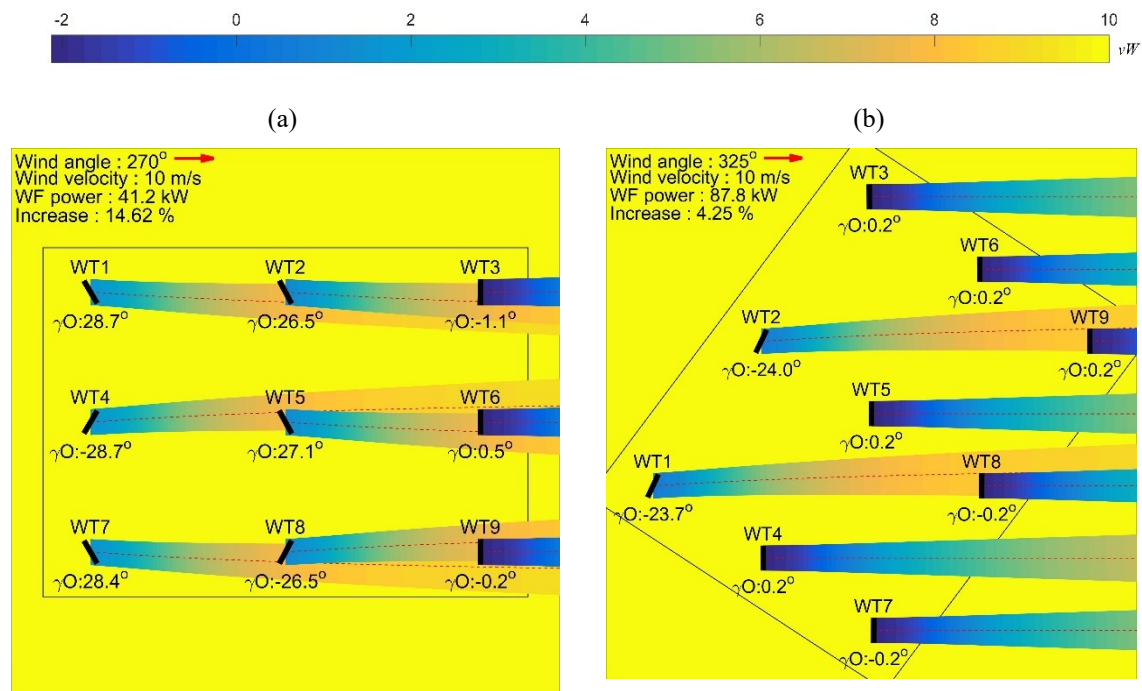 -2 0 2 4 6 8 10
vW
(a) (b)
Wind angle : 270°
Wind velocity : 10 m/s
WF power : 41.2 kW
Increase : 14.62 %
WT1 WT2 WT3
γO:28.7° γO:26.5° γO:-1.1°
WT4 WT5 WT6
γO:-28.7° γO:27.1° γO:0.5°
WT7 WT8 WT9
γO:28.4° γO:-26.5° γO:-0.2°
Wind angle : 325°
Wind velocity : 10 m/s
WF power : 87.8 kW
Increase : 4.25 %
WT3
γO:0.2°
WT6
γO:0.2°
WT2 WT9
γO:-24.0° γO:0.2°
WT5
γO:0.2°
WT1 WT8
γO:-23.7° γO:-0.2°
WT4
γO:0.2°
WT7
γO:-0.2°